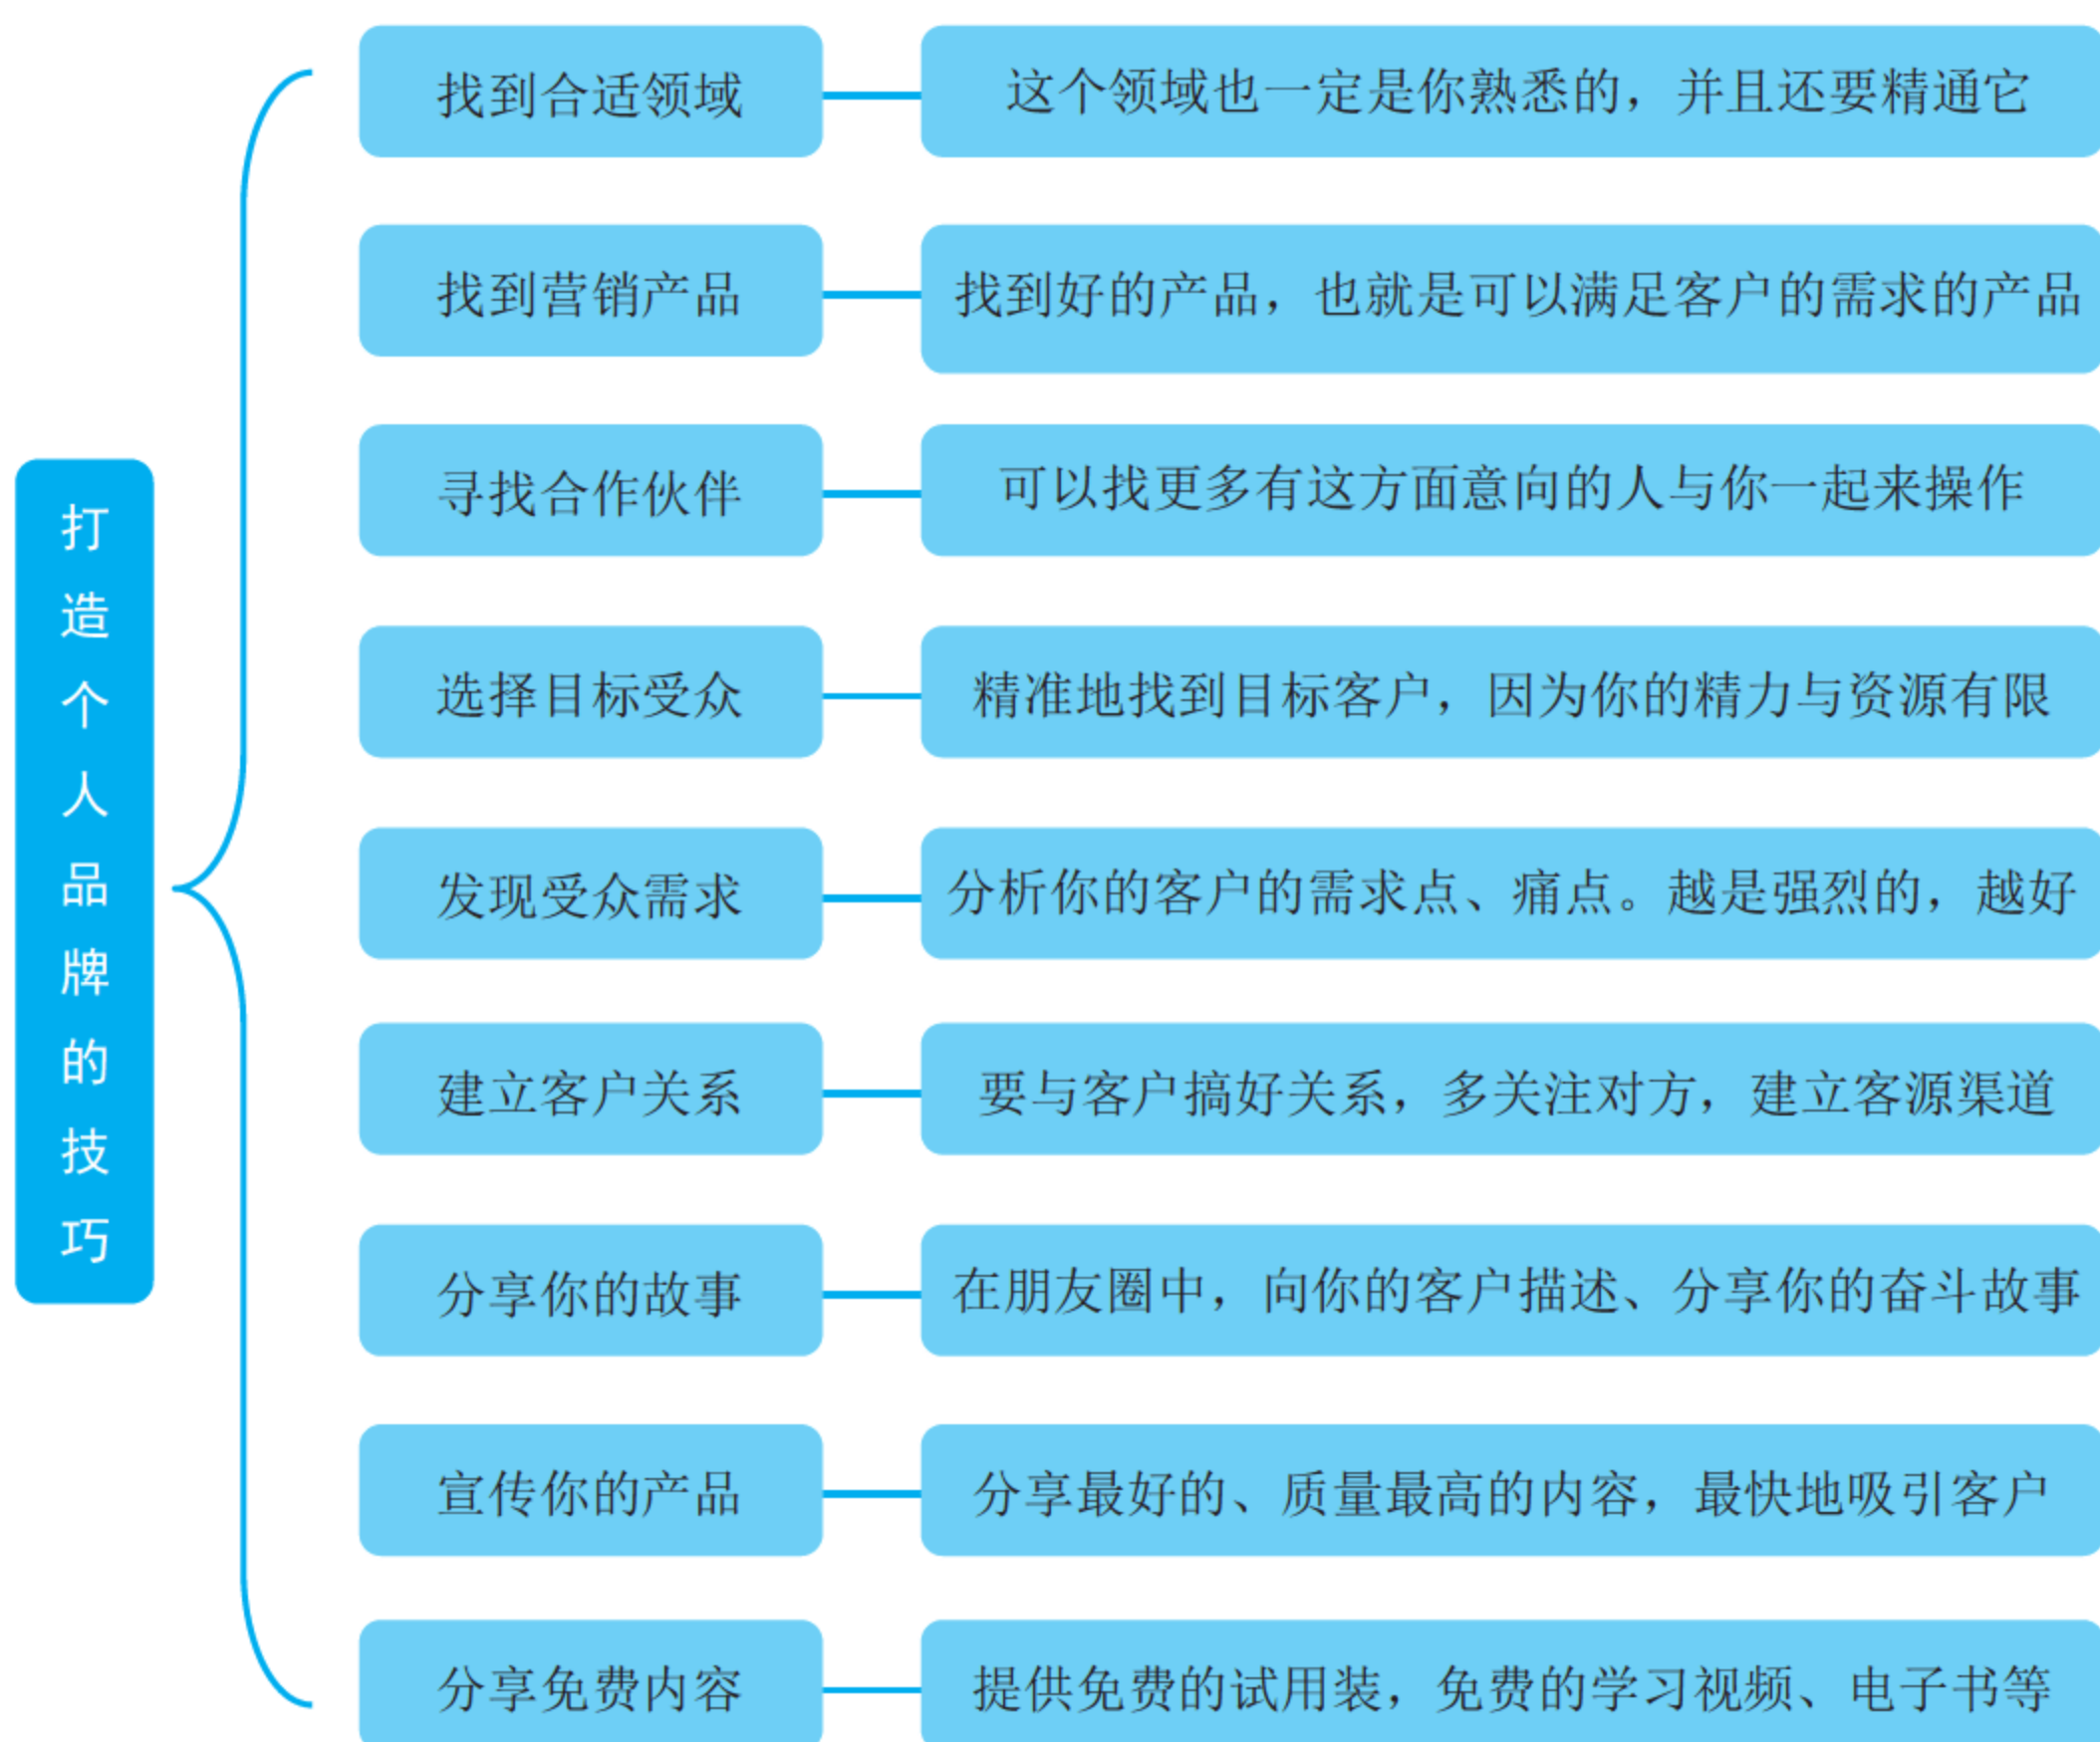 打造个人品牌的技巧
找到合适领域
这个领域也一定是你熟悉的，并且还要精通它
找到营销产品
找到好的产品，也就是可以满足客户的需求的产品
寻找合作伙伴
可以找更多有这方面意向的人与你一起来操作
选择目标受众
精准地找到目标客户，因为你的精力与资源有限
发现受众需求
分析你的客户的需求点、痛点。越是强烈的，越好
建立客户关系
要与客户搞好关系，多关注对方，建立客源渠道
分享你的故事
在朋友圈中，向你的客户描述、分享你的奋斗故事
宣传你的产品
分享最好的、质量最高的内容，最快地吸引客户
分享免费内容
提供免费的试用装，免费的学习视频、电子书等